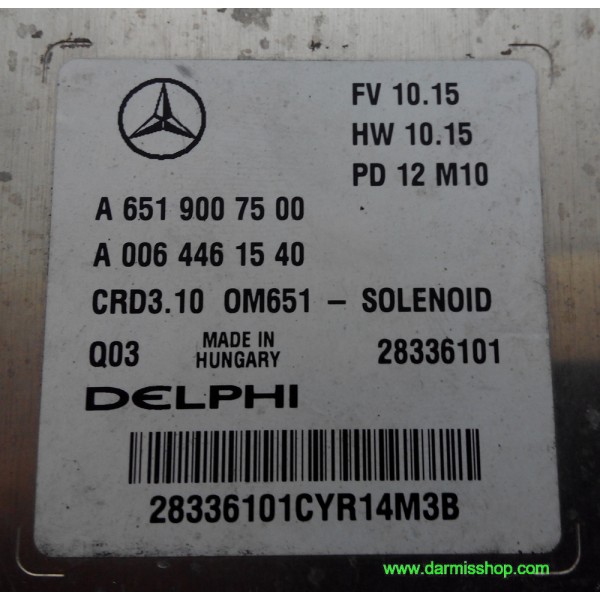 FV 10.15
HW 10.15
PD 12 M10
A 651 900 75 00
A 006 446 15 40
CRD3.10 OM651 – SOLENOID
Q03 MADE IN HUNGARY 28336101
DELPHI
28336101CYR14M3B
www.darmisshop.com